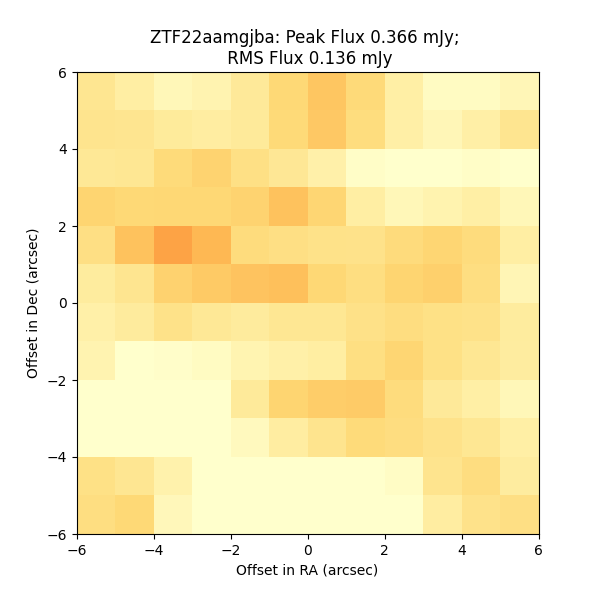 ZTF22aamgjba: Peak Flux 0.366 mJy;
RMS Flux 0.136 mJy
6
4
2
0
−2
−4
−6
Offset in Dec (arcsec)
−6 −4 −2 0 2 4 6
Offset in RA (arcsec)